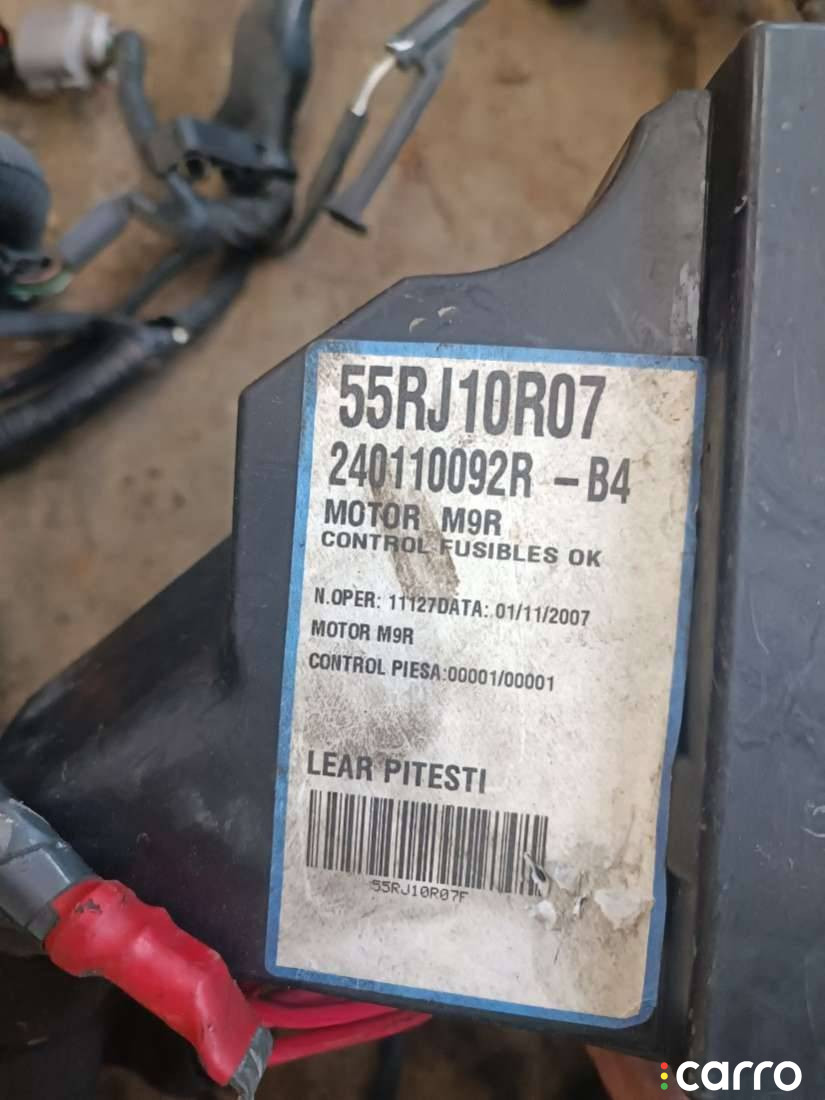 55RJ10R07
240110092R -B4
MOTOR M9R
CONTROL FUSIBLES OK
N.OPER: 11127DATA: 01/11/2007
MOTOR M9R
CONTROL PIESA:00001/00001
LEAR PITESTI
55RJ10R07F
carro